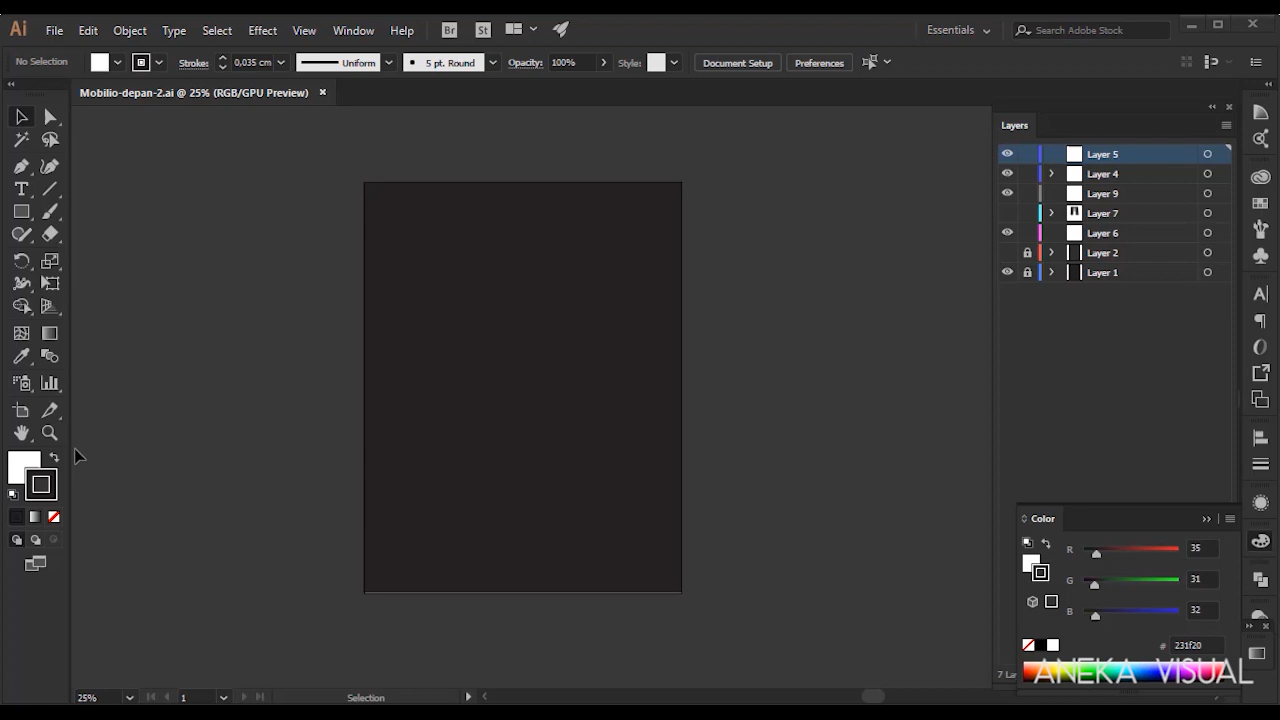 Ai File Edit Object Type Select Effect View Window Help Br St Essentials Search Adobe Stock
No Selection Stroke: 0,035 cm Uniform 5 pt. Round Opacity: 100% Style: Document Setup Preferences
Mobilio-depan-2.ai @ 25% (RGB/GPU Preview)
Layers
Layer 5
Layer 4
Layer 9
Layer 7
Layer 6
Layer 2
Layer 1
Color
R 35
G 31
B 32
# 231f20
7 La
ANEKA VISUAL
25% 1 Selection